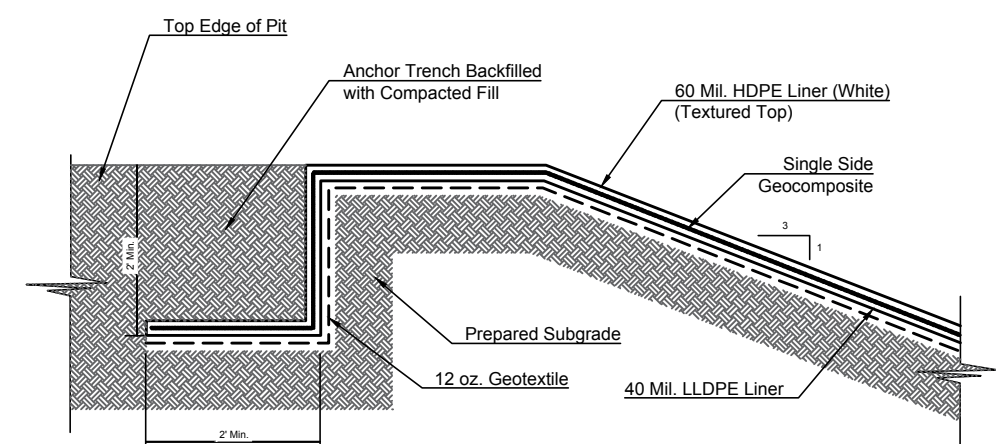 Top Edge of Pit
Anchor Trench Backfilled
with Compacted Fill
60 Mil. HDPE Liner (White)
(Textured Top)
Single Side
Geocomposite
3
1
2' Min.
Prepared Subgrade
12 oz. Geotextile
40 Mil. LLDPE Liner
2' Min.